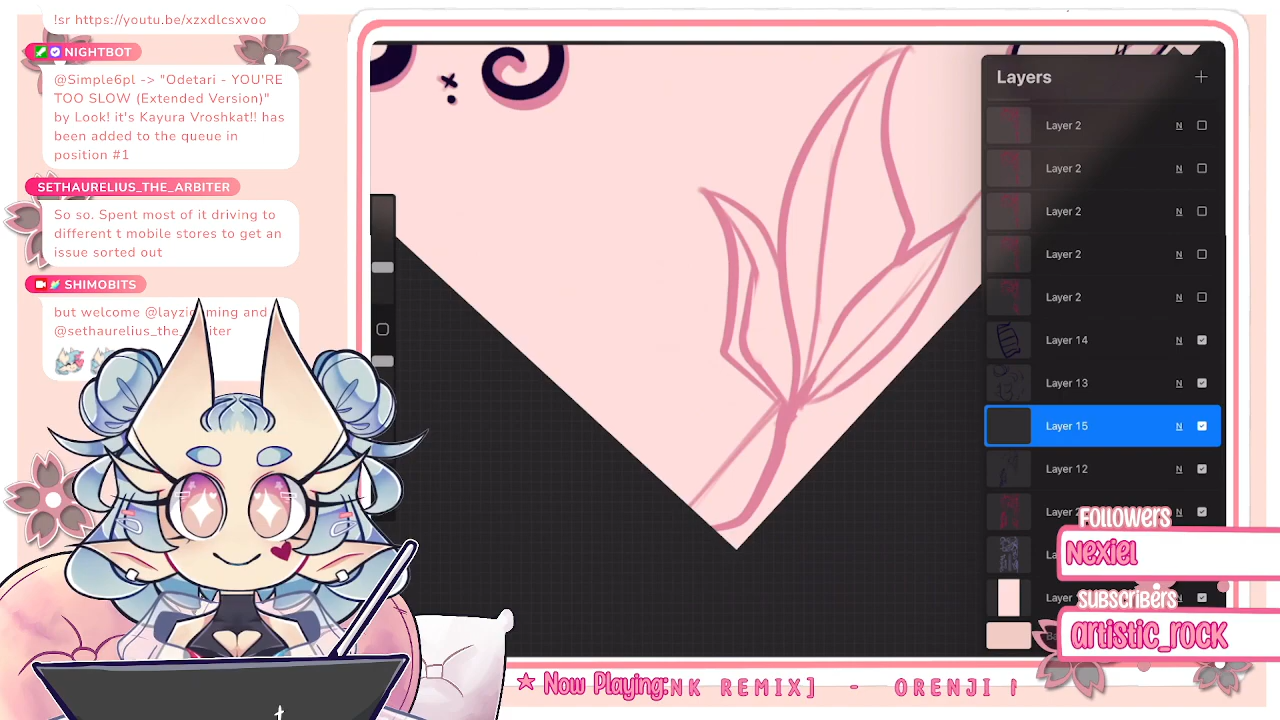 !sr https://youtu.be/xzxdlcsxvoo
NIGHTBOT
@Simple6pl -> "Odetari - YOU'RE
TOO SLOW (Extended Version)"
by Look! it's Kayura Vroshkat!! has
been added to the queue in
position #1
SETHAURELIUS_THE_ARBITER
So so. Spent most of it driving to
different t mobile stores to get an
issue sorted out
SHIMOBITS
but welcome
@sethaurelius_the_
Layers
Layer 2 N
Layer 2 N
Layer 2 N
Layer 2 N
Layer 2 N
Layer 14 N
Layer 13 N
Layer 15 N
Layer 12 N
Layer
Layer
Followers
Nexiel
Subscribers
artistic_rock
Now Playing:
NK REMIX] - ORENJI